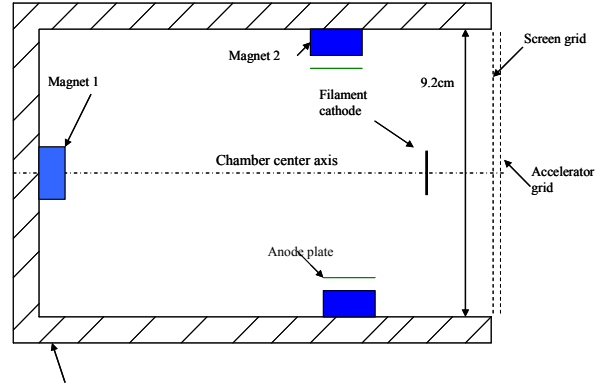 Magnet 2
Screen grid
Magnet 1
9.2cm
Filament
cathode
Chamber center axis
Accelerator
grid
Anode plate